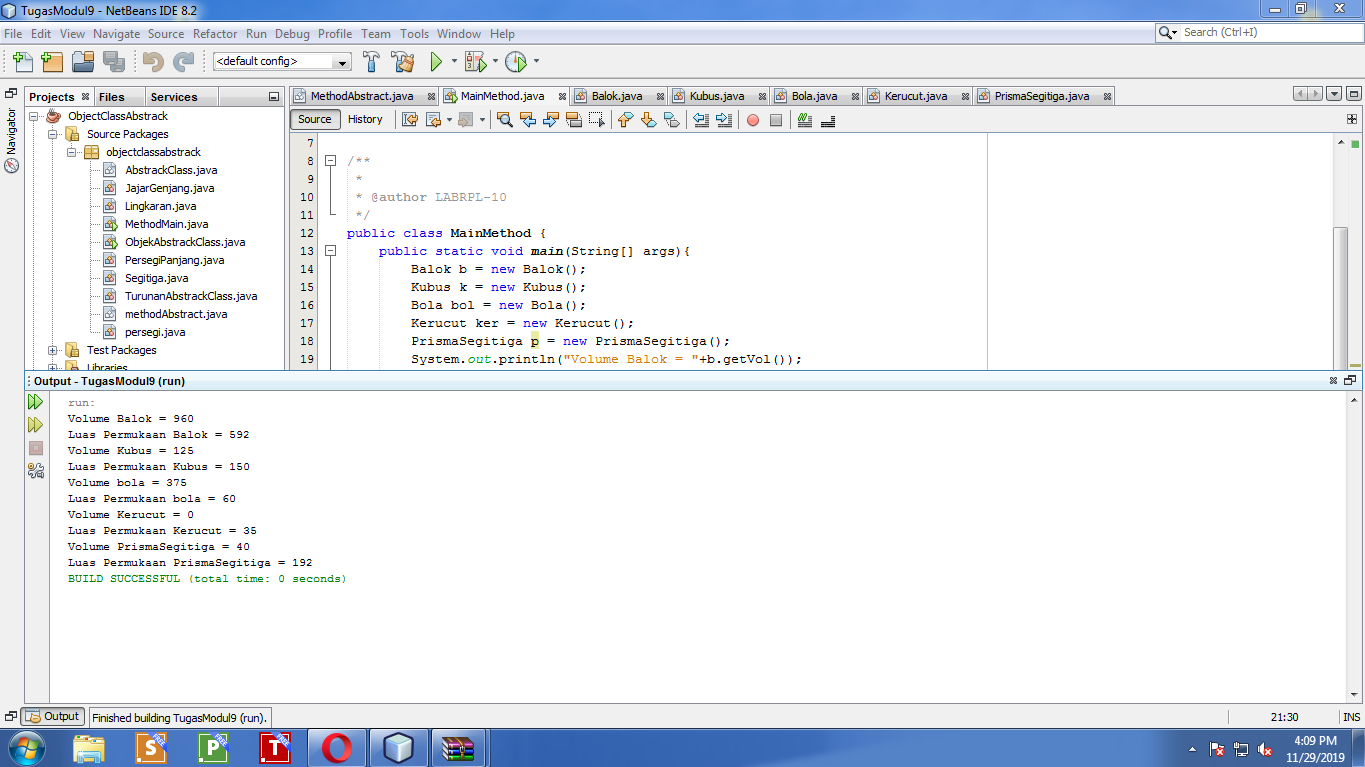 TugasModul9 - NetBeans IDE 8.2
File Edit View Navigate Source Refactor Run Debug Profile Team Tools Window Help
Search (Ctrl+I)
<default config>
Navigator
Projects Files Services
ObjectClassAbstrack
Source Packages
objectclassabstrack
AbstrackClass.java
JajarGenjang.java
Lingkaran.java
MethodMain.java
ObjekAbstrackClass.java
PersegiPanjang.java
Segitiga.java
TurunanAbstrackClass.java
methodAbstract.java
persegi.java
Test Packages
Libraries
MethodAbstract.java MainMethod.java Balok.java Kubus.java Bola.java Kerucut.java PrismaSegitiga.java
Source History
7
8 /**
9 *
10 * @author LABRPL-10
11 */
12 public class MainMethod {
13 public static void main(String[] args){
14 Balok b = new Balok();
15 Kubus k = new Kubus();
16 Bola bol = new Bola();
17 Kerucut ker = new Kerucut();
18 PrismaSegitiga p = new PrismaSegitiga();
19 System.out.println("Volume Balok = "+b.getVol());
Output - TugasModul9 (run)
run:
Volume Balok = 960
Luas Permukaan Balok = 592
Volume Kubus = 125
Luas Permukaan Kubus = 150
Volume bola = 375
Luas Permukaan bola = 60
Volume Kerucut = 0
Luas Permukaan Kerucut = 35
Volume PrismaSegitiga = 40
Luas Permukaan PrismaSegitiga = 192
BUILD SUCCESSFUL (total time: 0 seconds)
Output
Finished building TugasModul9 (run).
21:30 INS
S FREE P FREE T FREE
4:09 PM
11/29/2019